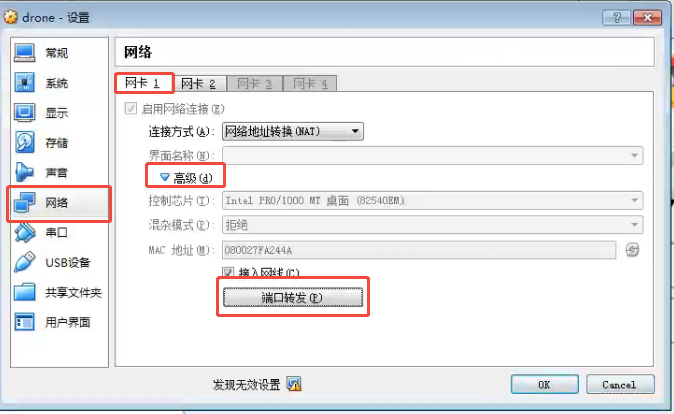 drone - 设置
常规
系统
显示
存储
声音
网络
串口
USB设备
共享文件夹
用户界面
网络
网卡 1 网卡 2 网卡 3 网卡 4
启用网络连接(E)
连接方式(A): 网络地址转换(NAT)
界面名称(N):
高级(d)
控制芯片(T): Intel PRO/1000 MT 桌面 (82540EM)
混杂模式(P): 拒绝
MAC 地址(M): 080027FA244A
接入网线(C)
端口转发(P)
发现无效设置
OK Cancel